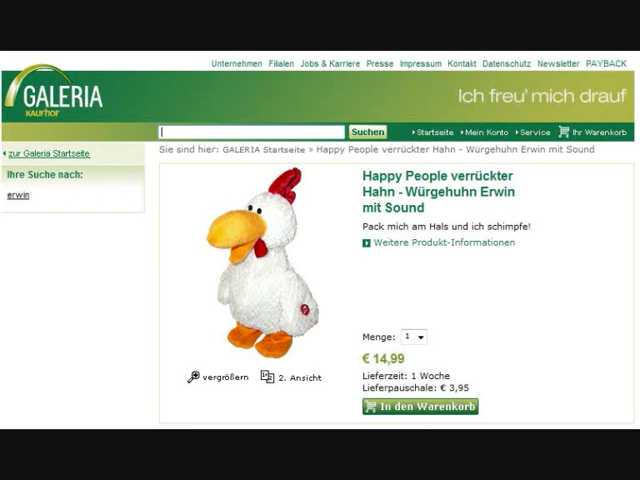 Unternehmen Filialen Jobs & Karriere Presse Impressum Kontakt Datenschutz Newsletter PAYBACK
GALERIA
KAUFHOF
Ich freu' mich drauf
Suchen
Startseite Mein Konto Service Ihr Warenkorb
zur Galeria Startseite
Sie sind hier: GALERIA Startseite » Happy People verrückter Hahn - Würgehuhn Erwin mit Sound
Ihre Suche nach:
erwin
Happy People verrückter
Hahn - Würgehuhn Erwin
mit Sound
Pack mich am Hals und ich schimpfe!
Weitere Produkt-Informationen
Menge: 1
€ 14,99
Lieferzeit: 1 Woche
Lieferpauschale: € 3,95
In den Warenkorb
vergrößern 2. Ansicht